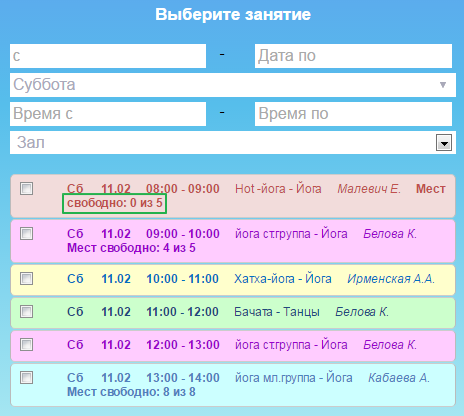 Выберите занятие
с - Дата по
Суббота
Время с - Время по
Зал
Сб 11.02 08:00 - 09:00 Hot -йога - Йога Малевич Е. Мест
свободно: 0 из 5
Сб 11.02 09:00 - 10:00 йога ст.группа - Йога Белова К.
Мест свободно: 4 из 5
Сб 11.02 10:00 - 11:00 Хатха-йога - Йога Ирменская А.А.
Сб 11.02 11:00 - 12:00 Бачата - Танцы Белова К.
Сб 11.02 12:00 - 13:00 йога ст.группа - Йога Белова К.
Сб 11.02 13:00 - 14:00 йога мл.группа - Йога Кабаева А.
Мест свободно: 8 из 8